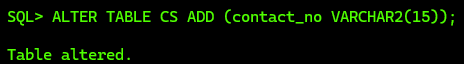 SQL> ALTER TABLE CS ADD (contact_no VARCHAR2(15));
Table altered.